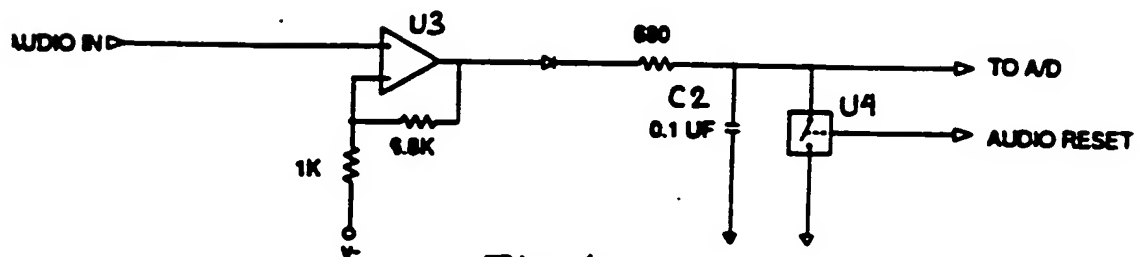 U3
AUDIO IN
680
TO A/D
C2
0.1 UF
U4
6.8K
AUDIO RESET
1K